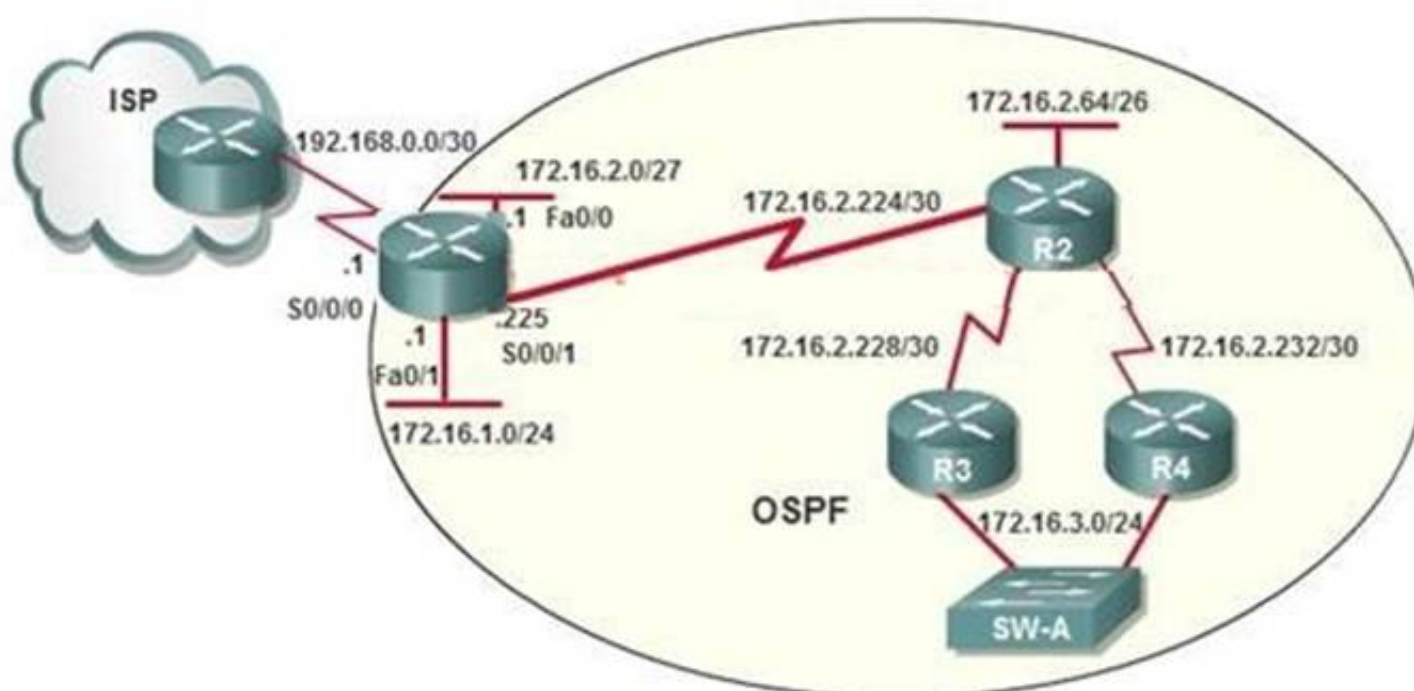 ISP
192.168.0.0/30
172.16.2.0/27
.1 Fa0/0
.1
S0/0/0
.225
S0/0/1
.1
Fa0/1
172.16.1.0/24
172.16.2.224/30
172.16.2.64/26
R2
172.16.2.228/30
172.16.2.232/30
R3
R4
OSPF
172.16.3.0/24
SW-A